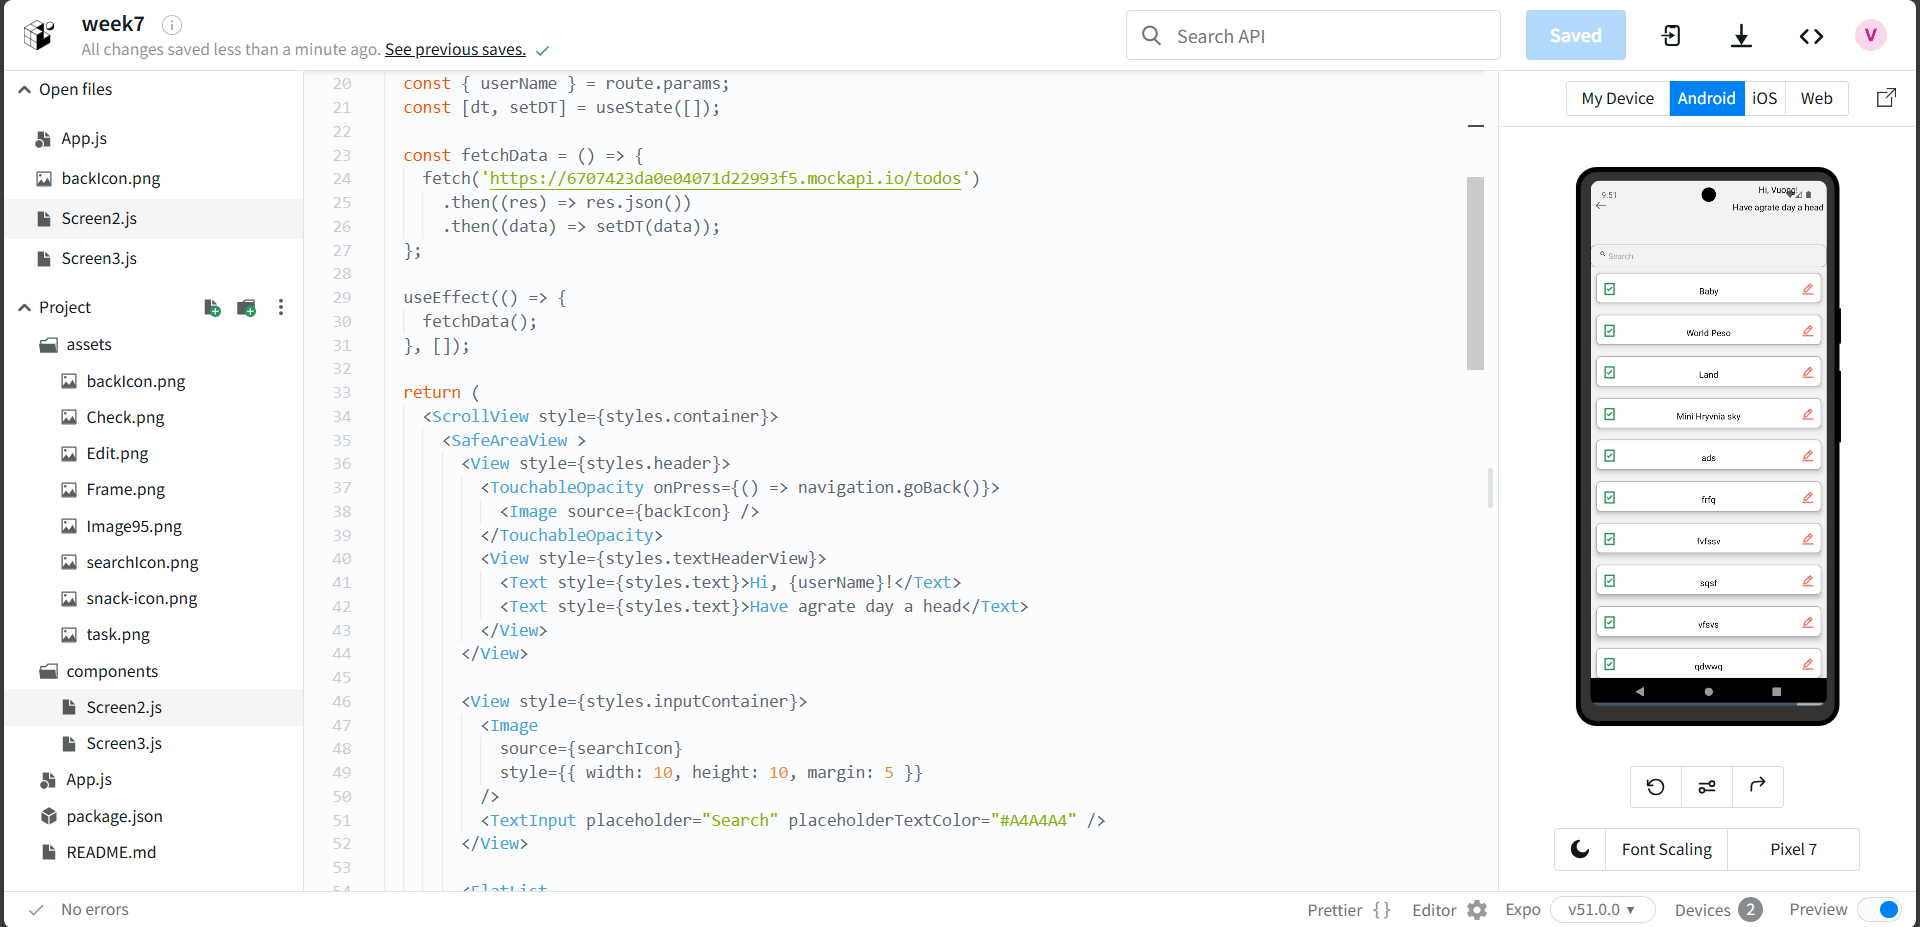 week7
All changes saved less than a minute ago. See previous saves.
Search API
Saved
V
Open files
App.js
backIcon.png
Screen2.js
Screen3.js
Project
assets
backIcon.png
Check.png
Edit.png
Frame.png
Image95.png
searchIcon.png
snack-icon.png
task.png
components
Screen2.js
Screen3.js
App.js
package.json
README.md
20 const { userName } = route.params;
21 const [dt, setDT] = useState([]);
22
23 const fetchData = () => {
24 fetch('https://6707423da0e04071d22993f5.mockapi.io/todos')
25 .then((res) => res.json())
26 .then((data) => setDT(data));
27 };
28
29 useEffect(() => {
30 fetchData();
31 }, []);
32
33 return (
34 <ScrollView style={styles.container}>
35 <SafeAreaView >
36 <View style={styles.header}>
37 <TouchableOpacity onPress={() => navigation.goBack()}>
38 <Image source={backIcon} />
39 </TouchableOpacity>
40 <View style={styles.textHeaderView}>
41 <Text style={styles.text}>Hi, {userName}!</Text>
42 <Text style={styles.text}>Have agrate day a head</Text>
43 </View>
44 </View>
45
46 <View style={styles.inputContainer}>
47 <Image
48 source={searchIcon}
49 style={{ width: 10, height: 10, margin: 5 }}
50 />
51 <TextInput placeholder="Search" placeholderTextColor="#A4A4A4" />
52 </View>
53
54 <FlatList
My Device
Android
iOS
Web
9:51
Hi, Vuong!
Have agrate day a head
Search
Baby
World Peso
Land
Mini Hryvnia sky
ads
frfq
fvfssv
sqsf
vfsvs
qdwwq
Font Scaling
Pixel 7
No errors
Prettier { }
Editor
Expo
v51.0.0
Devices 2
Preview